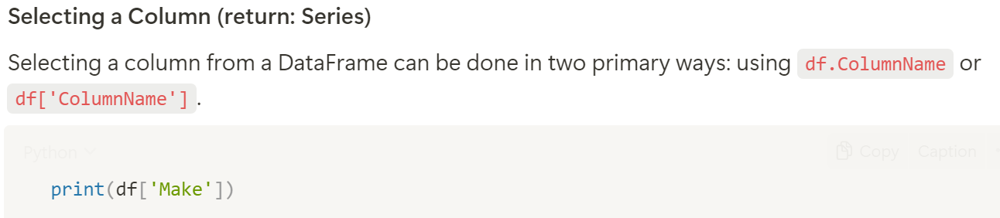 Selecting a Column (return: Series)
Selecting a column from a DataFrame can be done in two primary ways: using df.ColumnName or
df['ColumnName'].
Python
Copy Caption
print(df['Make'])